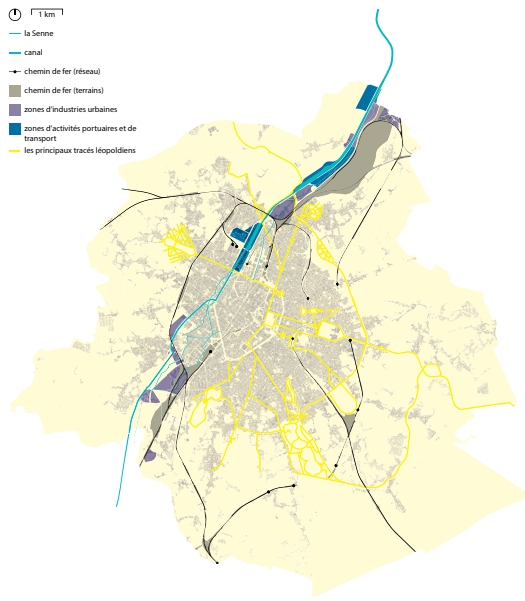 1 km
la Senne
canal
chemin de fer (réseau)
chemin de fer (terrains)
zones d'industries urbaines
zones d'activités portuaires et de
transport
les principaux tracés léopoldiens